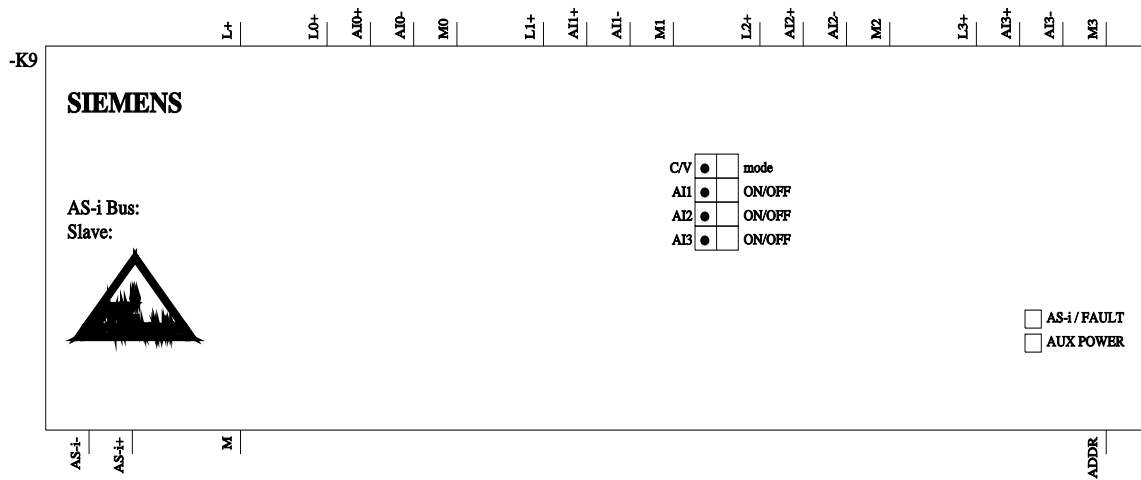 L+ L0+ AI0+ AI0- M0 L1+ AI1+ AI1- M1 L2+ AI2+ AI2- M2 L3+ AI3+ AI3- M3
-K9
SIEMENS
C/V mode
AI1 ON/OFF
AI2 ON/OFF
AI3 ON/OFF
AS-i Bus:
Slave:
AS-i / FAULT
AUX POWER
AS-i- AS-i+ M ADDR